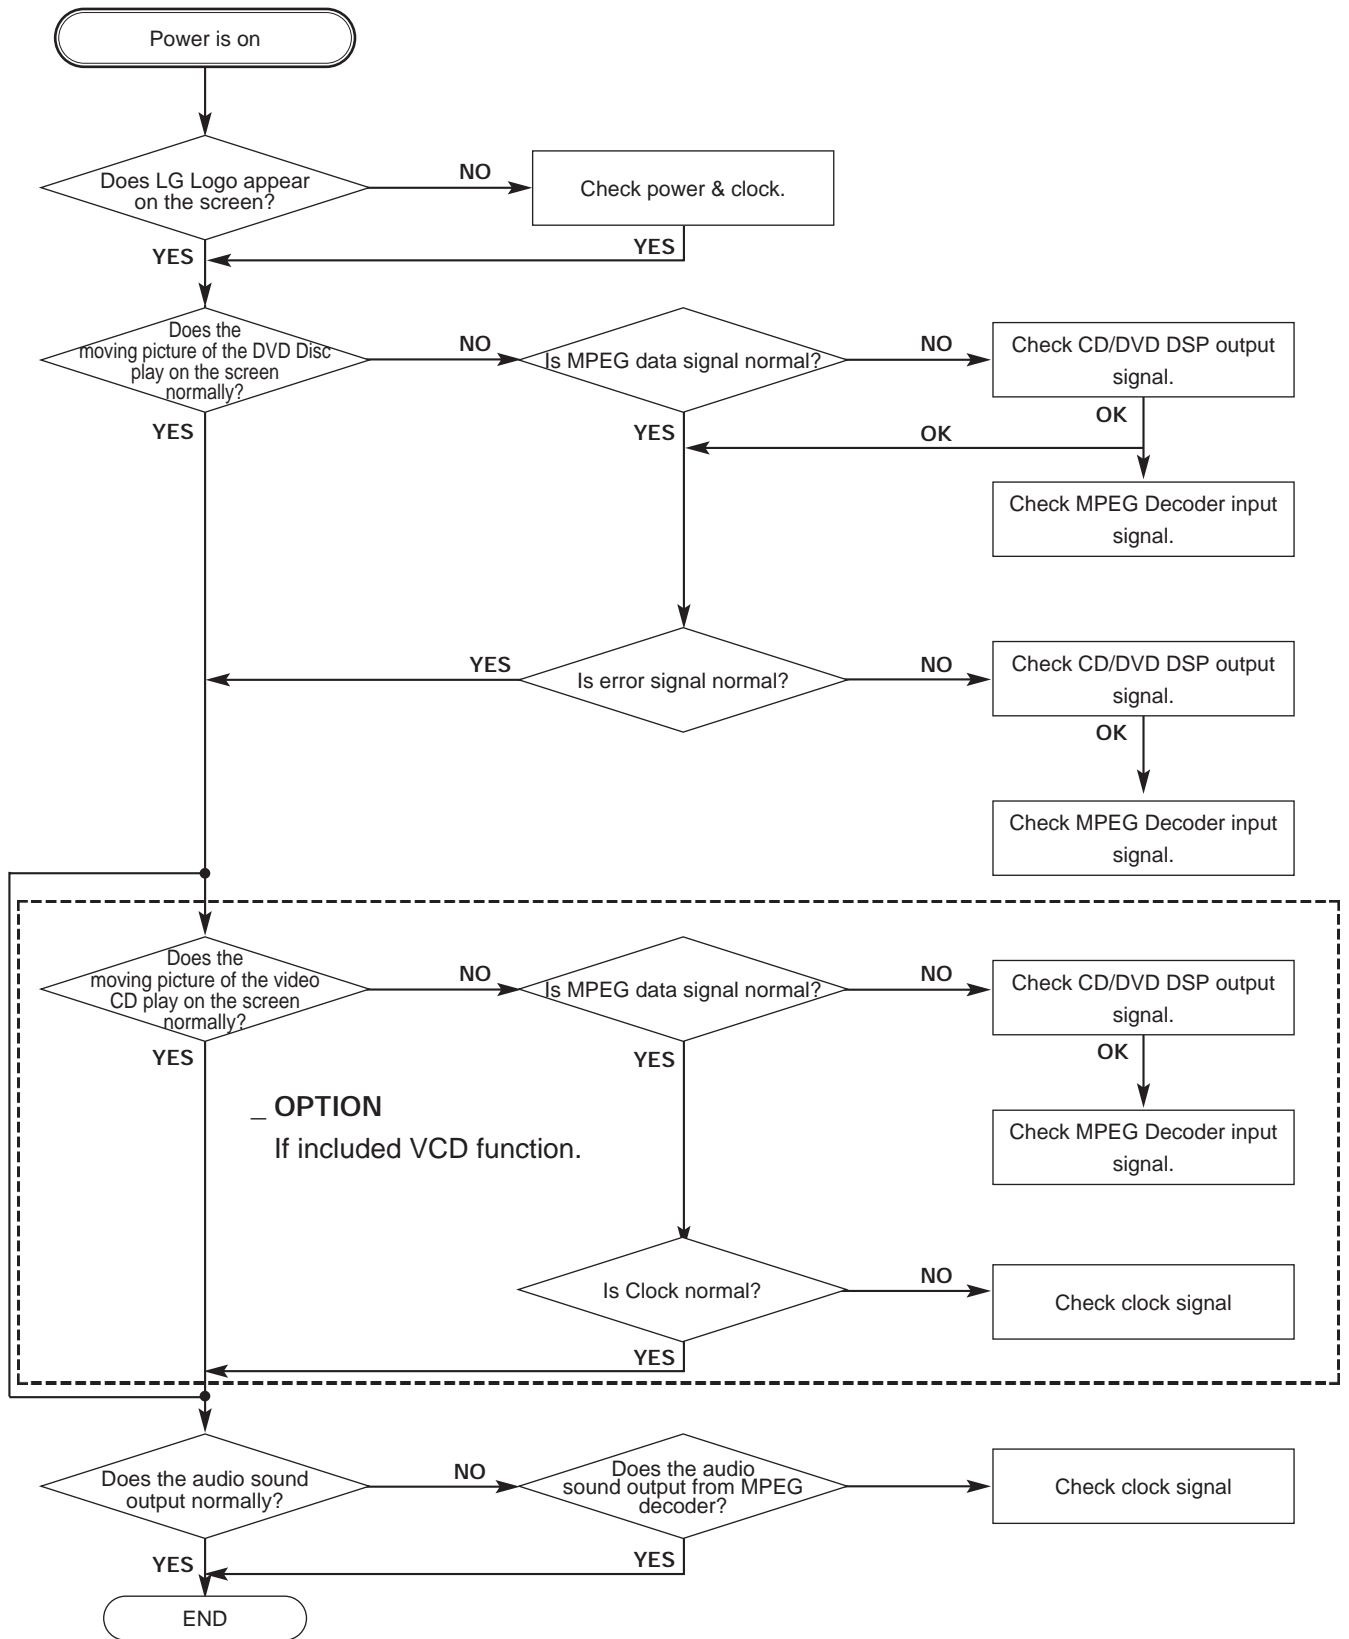 Power is on
Does LG Logo appear
on the screen?
NO
Check power & clock.
YES
YES
Does the
moving picture of the DVD Disc
play on the screen
normally?
NO
Is MPEG data signal normal?
NO
Check CD/DVD DSP output
signal.
YES
YES
OK
OK
Check MPEG Decoder input
signal.
YES
Is error signal normal?
NO
Check CD/DVD DSP output
signal.
OK
Check MPEG Decoder input
signal.
Does the
moving picture of the video
CD play on the screen
normally?
NO
Is MPEG data signal normal?
NO
Check CD/DVD DSP output
signal.
YES
YES
OK
_ OPTION
If included VCD function.
Check MPEG Decoder input
signal.
Is Clock normal?
NO
Check clock signal
YES
Does the audio sound
output normally?
NO
Does the audio
sound output from MPEG
decoder?
Check clock signal
YES
YES
END